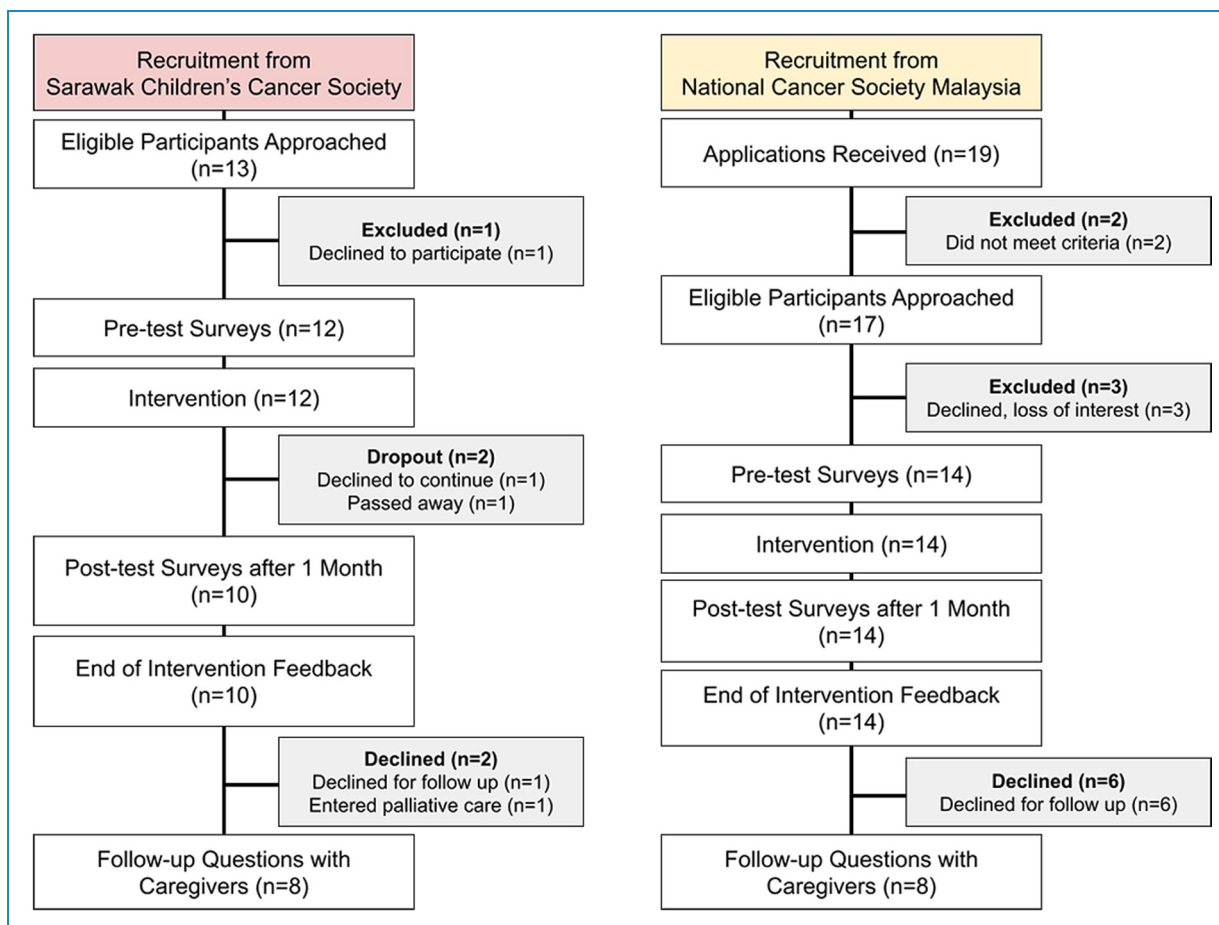 Recruitment from
Sarawak Children's Cancer Society
Eligible Participants Approached
(n=13)
Excluded (n=1)
Declined to participate (n=1)
Pre-test Surveys (n=12)
Intervention (n=12)
Dropout (n=2)
Declined to continue (n=1)
Passed away (n=1)
Post-test Surveys after 1 Month
(n=10)
End of Intervention Feedback
(n=10)
Declined (n=2)
Declined for follow up (n=1)
Entered palliative care (n=1)
Follow-up Questions with
Caregivers (n=8)
Recruitment from
National Cancer Society Malaysia
Applications Received (n=19)
Excluded (n=2)
Did not meet criteria (n=2)
Eligible Participants Approached
(n=17)
Excluded (n=3)
Declined, loss of interest (n=3)
Pre-test Surveys (n=14)
Intervention (n=14)
Post-test Surveys after 1 Month
(n=14)
End of Intervention Feedback
(n=14)
Declined (n=6)
Declined for follow up (n=6)
Follow-up Questions with
Caregivers (n=8)